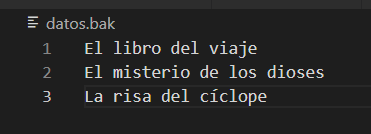 datos.bak
1 El libro del viaje
2 El misterio de los dioses
3 La risa del cíclope